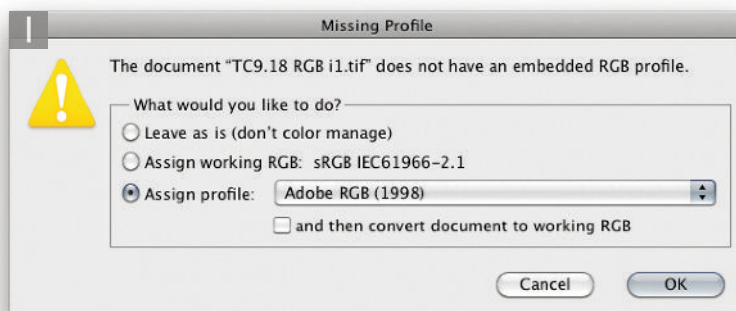 1
Missing Profile
The document “TC9.18 RGB i1.tif” does not have an embedded RGB profile.
What would you like to do?
Leave as is (don’t color manage)
Assign working RGB: sRGB IEC61966-2.1
Assign profile: Adobe RGB (1998)
and then convert document to working RGB
Cancel OK